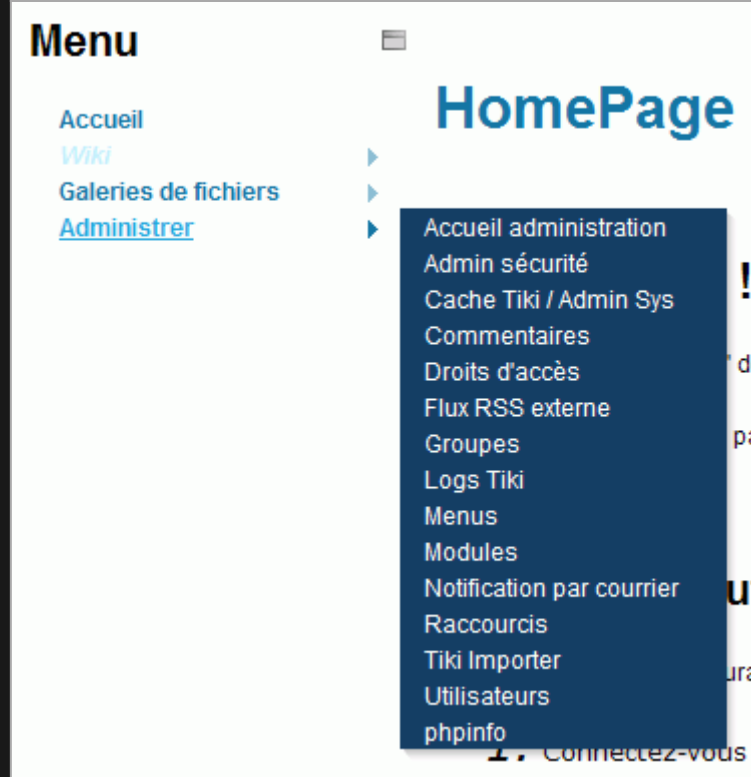 Menu
HomePage
Accueil
Wiki
Galeries de fichiers
Administrer
Accueil administration
Admin sécurité
Cache Tiki / Admin Sys
Commentaires
Droits d'accès
Flux RSS externe
Groupes
Logs Tiki
Menus
Modules
Notification par courrier
Raccourcis
Tiki Importer
Utilisateurs
phpinfo
!
1. Connectez-vous